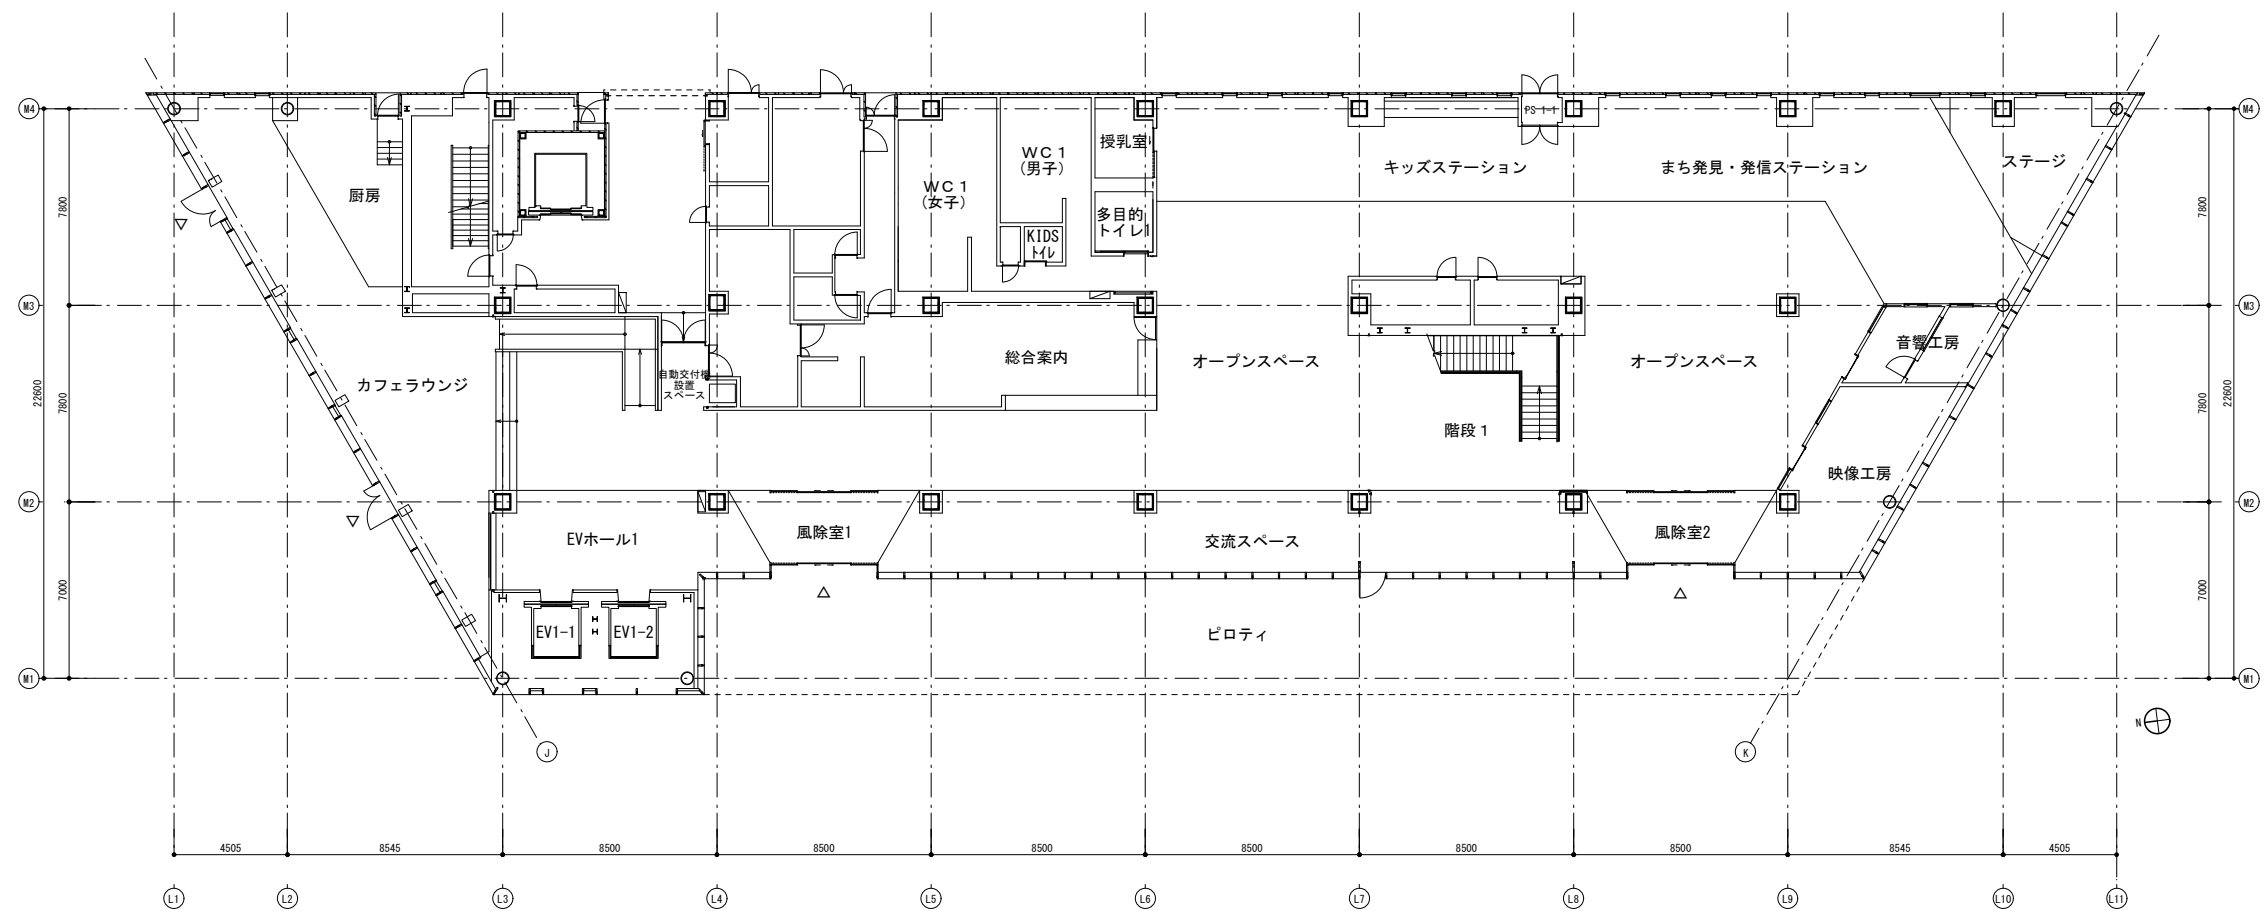 M4
M4
PS 1-1
授乳室
WC1
(男子)
キッズステーション
まち発見・発信ステーション
ステージ
厨房
WC1
(女子)
7800
7800
多目的
トイレ1
KIDS
トイレ
M3
M3
音響工房
総合案内
オープンスペース
オープンスペース
カフェラウンジ
自動交付機
設置
スペース
22600
7800
7800
22600
階段1
映像工房
M2
M2
風除室1
風除室2
EVホール1
交流スペース
7000
7000
EV1-1
EV1-2
ピロティ
M1
M1
N
J
K
4505
8545
8500
8500
8500
8500
8500
8500
8545
4505
L1
L2
L3
L4
L5
L6
L7
L8
L9
L10
L11